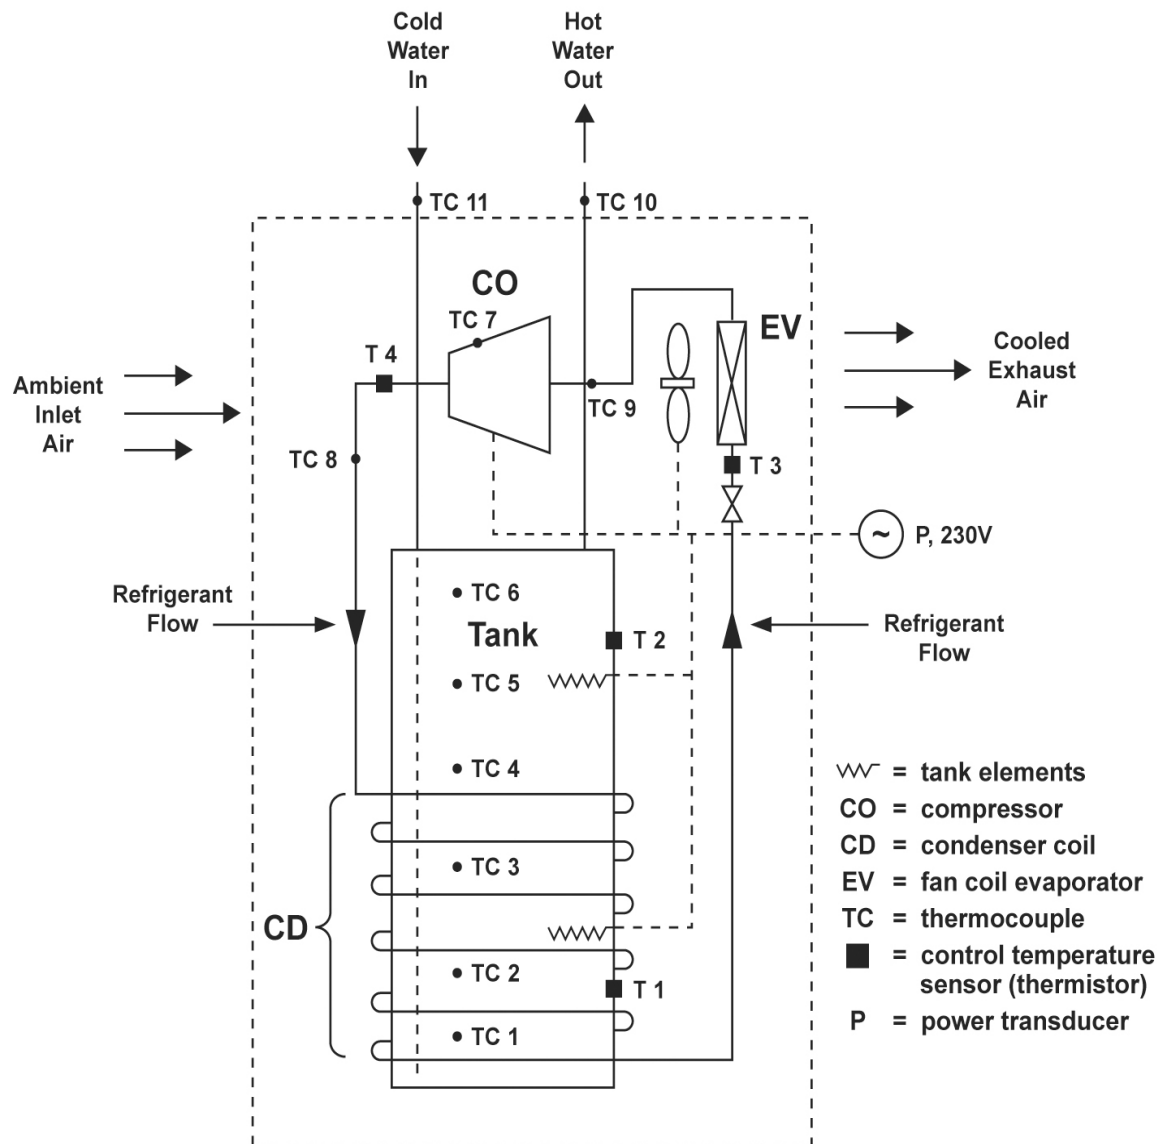 Cold
Water
In
Hot
Water
Out
TC 11
TC 10
CO
TC 7
EV
T 4
Cooled
Exhaust
Air
Ambient
Inlet
Air
TC 9
TC 8
T 3
~
P, 230V
TC 6
Refrigerant
Flow
Tank
T 2
Refrigerant
Flow
TC 5
TC 4
= tank elements
CO = compressor
TC 3
CD = condenser coil
EV = fan coil evaporator
CD
TC = thermocouple
= control temperature
sensor (thermistor)
TC 2
T 1
P = power transducer
TC 1